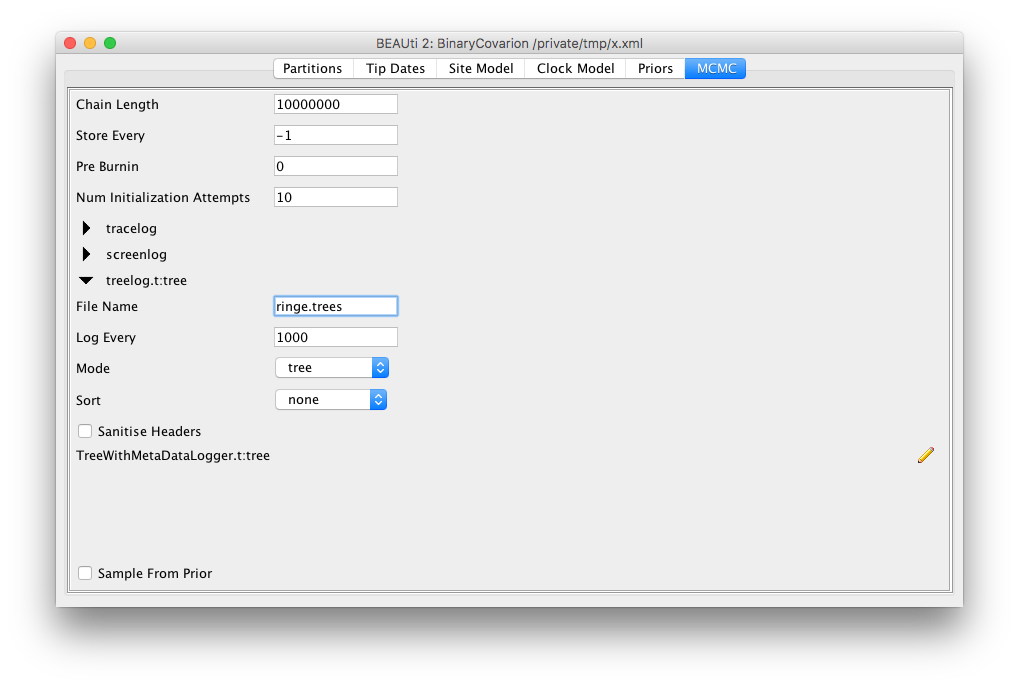 BEAUti 2: BinaryCovarion /private/tmp/x.xml
Partitions Tip Dates Site Model Clock Model Priors MCMC
Chain Length 10000000
Store Every -1
Pre Burnin 0
Num Initialization Attempts 10
tracelog
screenlog
treelog.t:tree
File Name ringe.trees
Log Every 1000
Mode tree
Sort none
Sanitise Headers
TreeWithMetaDataLogger.t:tree
Sample From Prior